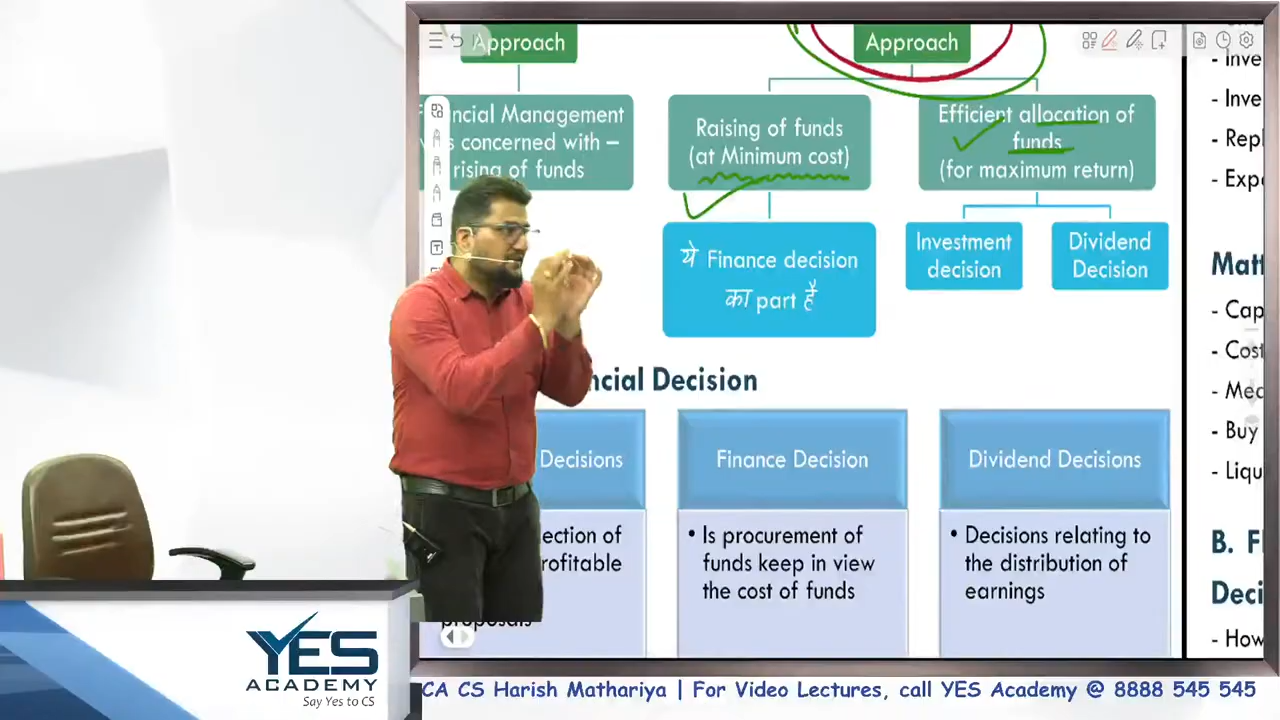 Approach
Approach
ncial Management
s concerned with –
rising of funds
Raising of funds
(at Minimum cost)
Efficient allocation of
funds
(for maximum return)
ये Finance decision
का part है
Investment
decision
Dividend
Decision
ncial Decision
Decisions
ection of
rofitable
proposals
Finance Decision
• Is procurement of
funds keep in view
the cost of funds
Dividend Decisions
• Decisions relating to
the distribution of
earnings
- Inve
- Inve
- Repl
- Expa
Matt
- Cap
- Cost
- Mea
- Buy
- Liqu
B. F
Deci
- How
YES
ACADEMY
Say Yes to CS
CA CS Harish Mathariya | For Video Lectures, call YES Academy @ 8888 545 545